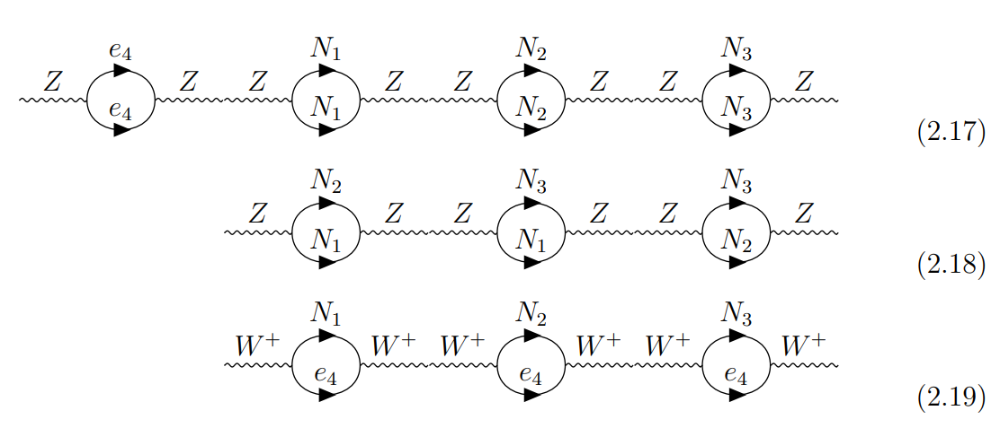 e₄ N₁ N₂ N₃
Z Z Z Z Z Z Z Z
e₄ N₁ N₂ N₃
(2.17)
N₂ N₃ N₃
Z Z Z Z Z Z
N₁ N₁ N₂
(2.18)
N₁ N₂ N₃
W⁺ W⁺ W⁺ W⁺ W⁺ W⁺
e₄ e₄ e₄
(2.19)